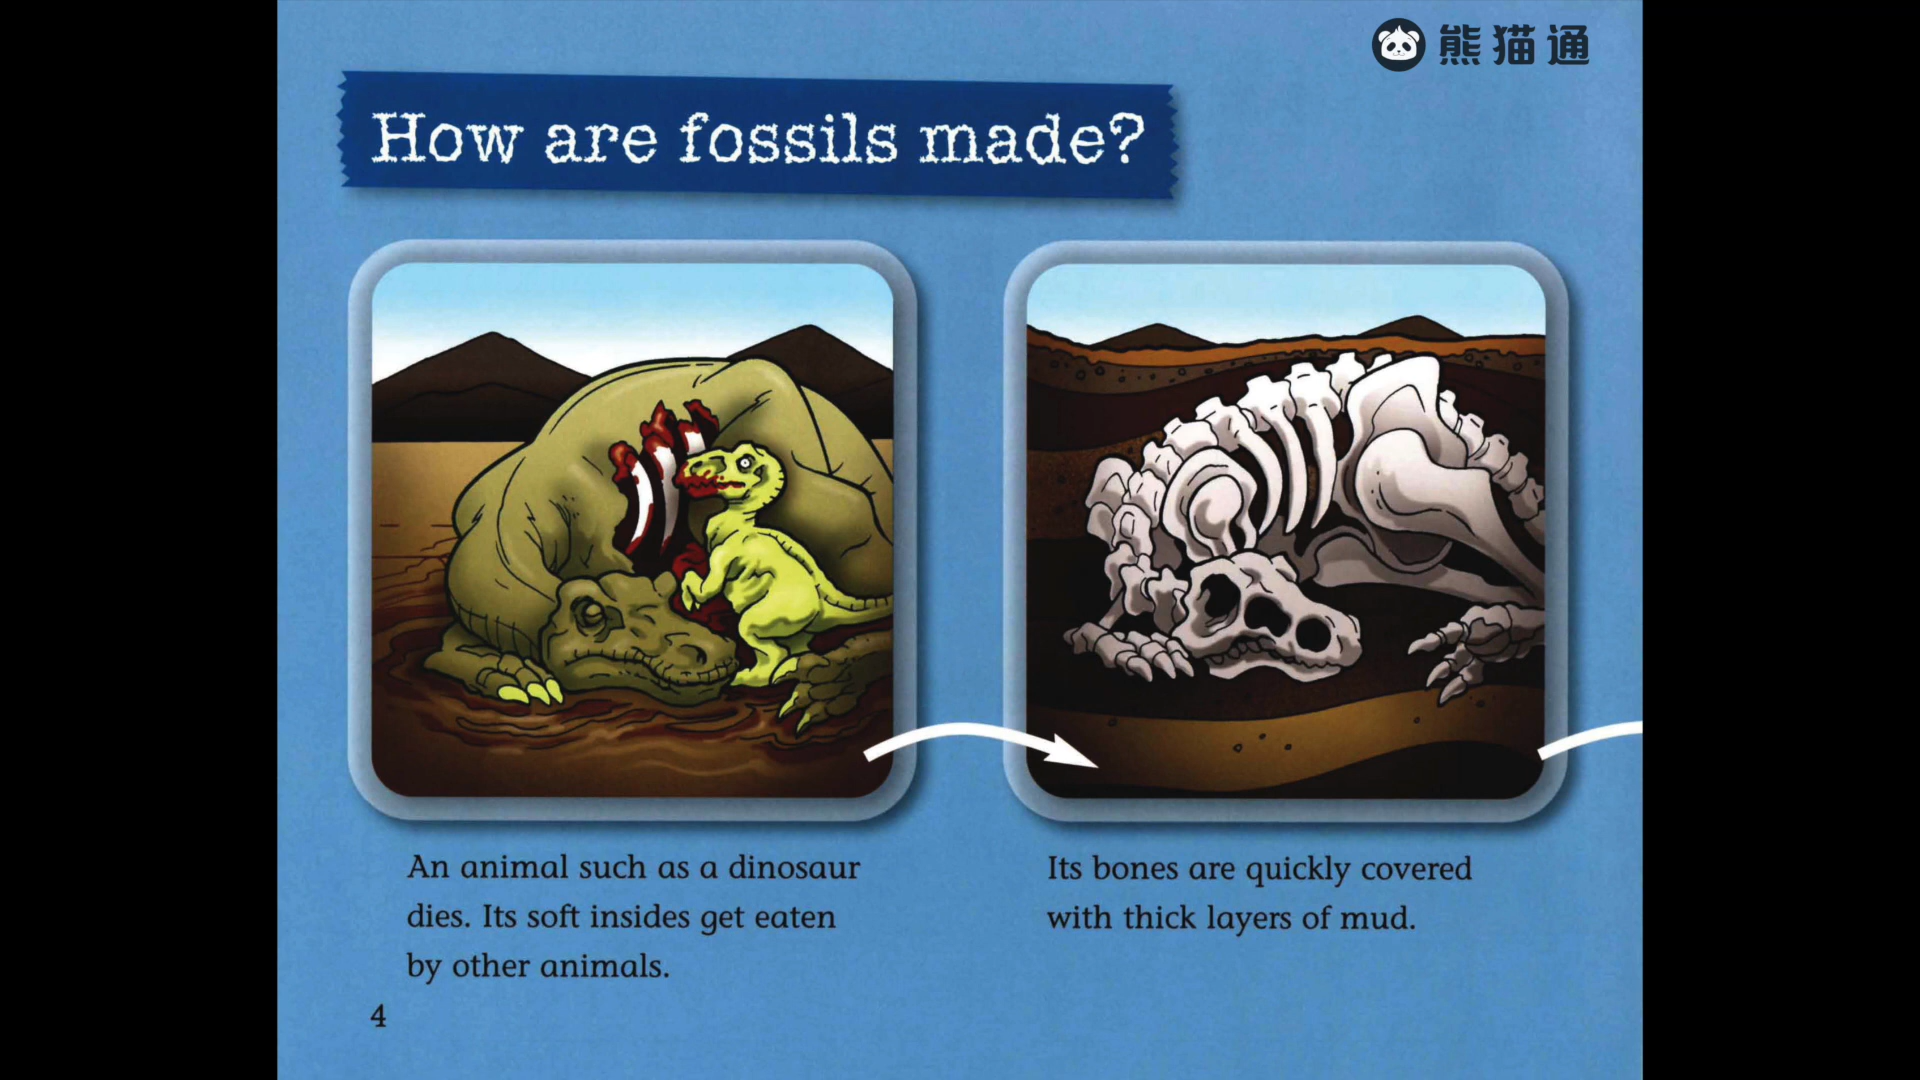 熊猫通
How are fossils made?
An animal such as a dinosaur
dies. Its soft insides get eaten
by other animals.
Its bones are quickly covered
with thick layers of mud.
4